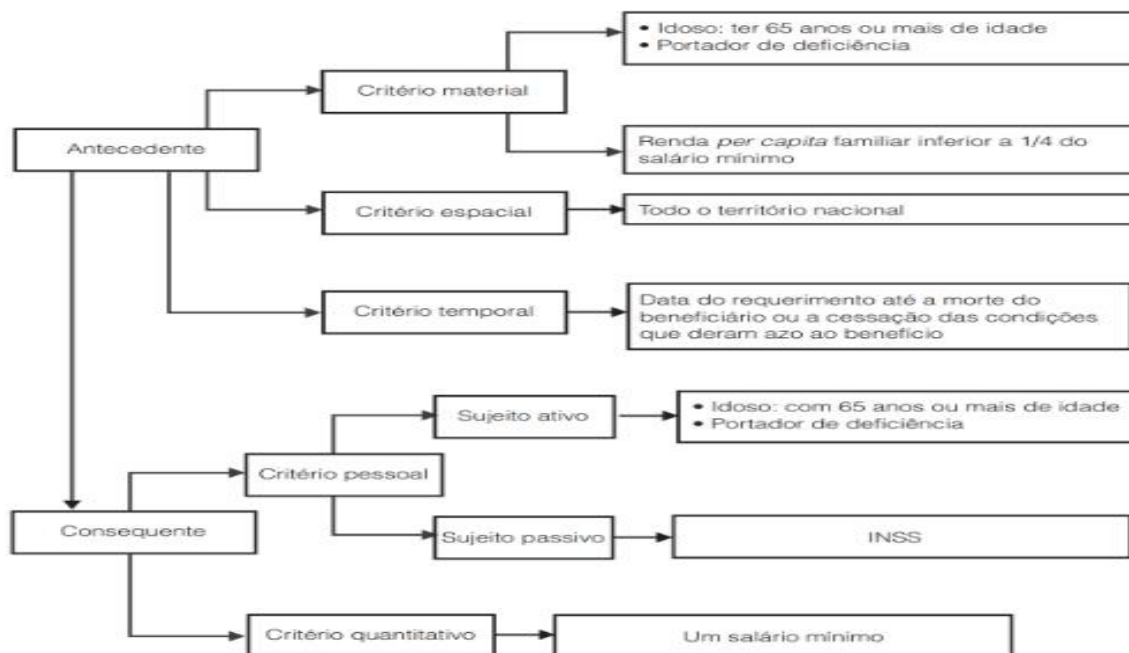 • Idoso: ter 65 anos ou mais de idade
• Portador de deficiência
Critério material
Antecedente
Renda per capita familiar inferior a 1/4 do
salário mínimo
Critério espacial
Todo o território nacional
Critério temporal
Data do requerimento até a morte do
beneficiário ou a cessação das condições
que deram azo ao benefício
Sujeito ativo
• Idoso: com 65 anos ou mais de idade
• Portador de deficiência
Critério pessoal
Consequente
Sujeito passivo
INSS
Critério quantitativo
Um salário mínimo